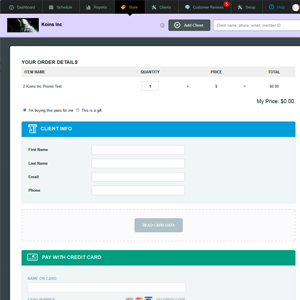 Dashboard Schedule Reports Store Clients Customer Reviews Setup Help
Koins Inc
Add Client
Client name, phone, email, member ID
YOUR ORDER DETAILS
ITEM NAME QUANTITY PRICE TOTAL
2 Koins Inc Promo Test 1 × $ = $0.00
My Price: $0.00
I'm buying this pass for me This is a gift
CLIENT INFO
First Name
Last Name
Email
Phone
READ CARD DATA
PAY WITH CREDIT CARD
NAME ON CARD
CARD NUMBER